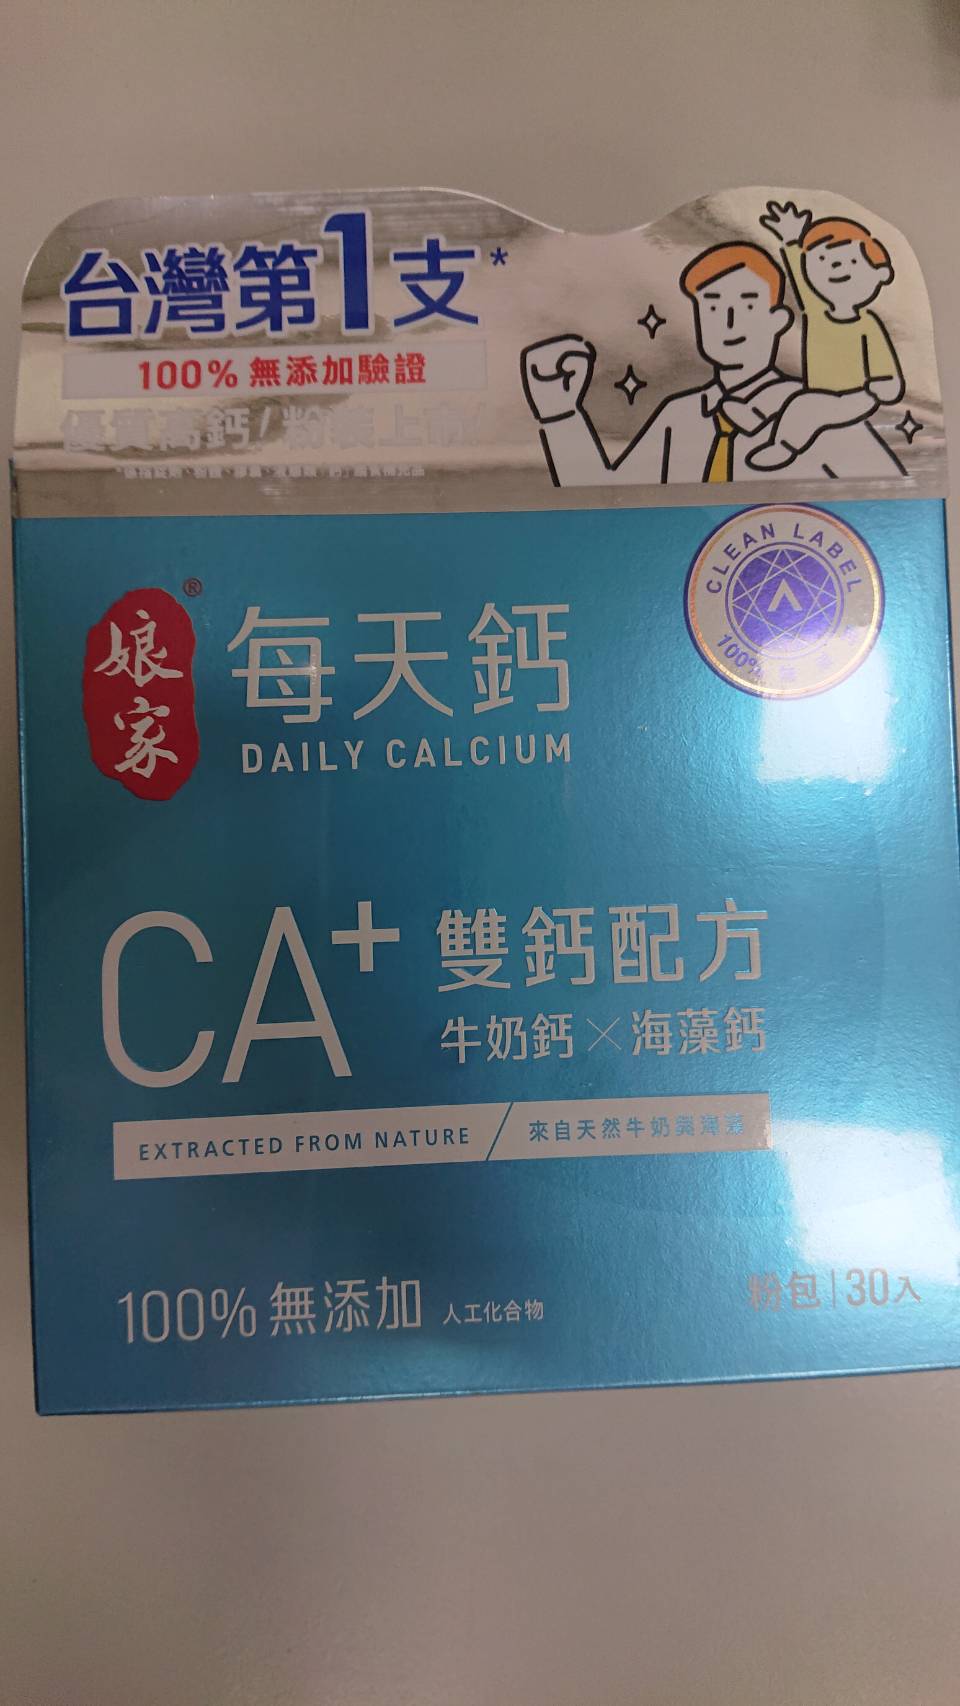 台灣第1支*
100%無添加驗證
優質高鈣/粉裝上市
CLEAN LABEL
100% 無
娘家®
每天鈣
DAILY CALCIUM
CA+
雙鈣配方
牛奶鈣×海藻鈣
EXTRACTED FROM NATURE / 來自天然牛奶與海藻
100%無添加 人工化合物
粉包|30入